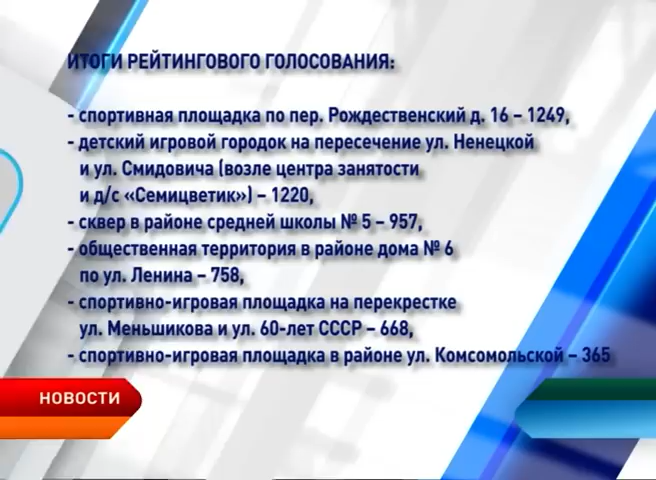 ИТОГИ РЕЙТИНГОВОГО ГОЛОСОВАНИЯ:
- спортивная площадка по пер. Рождественский д. 16 – 1249,
- детский игровой городок на пересечение ул. Ненецкой
и ул. Смидовича (возле центра занятости
и д/с «Семицветик») – 1220,
- сквер в районе средней школы № 5 – 957,
- общественная территория в районе дома № 6
по ул. Ленина – 758,
- спортивно-игровая площадка на перекрестке
ул. Меньшикова и ул. 60-лет СССР – 668,
- спортивно-игровая площадка в районе ул. Комсомольской – 365
НОВОСТИ